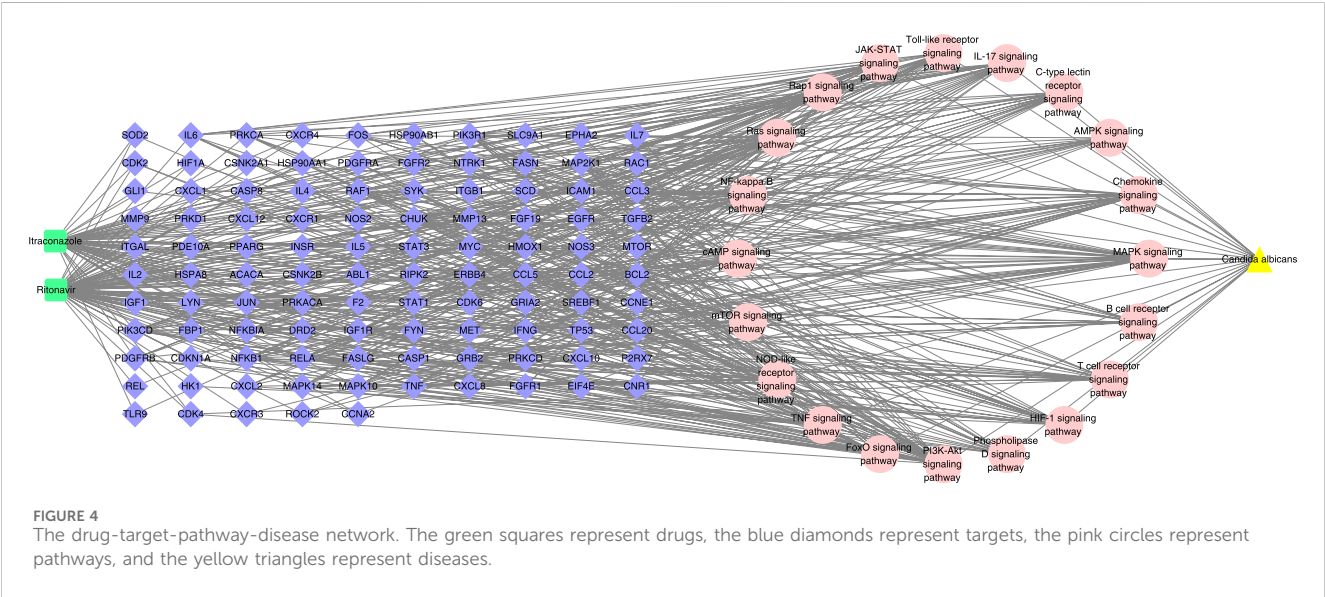 JAK-STAT
signaling
pathway
Toll-like receptor
signaling
pathway
IL-17 signaling
pathway
C-type lectin
receptor
signaling
pathway
Rap1 signaling
pathway
Ras signaling
pathway
AMPK signaling
pathway
NF-kappa B
signaling
pathway
Chemokine
signaling
pathway
cAMP signaling
pathway
MAPK signaling
pathway
mTOR signaling
pathway
B cell receptor
signaling
pathway
NOD-like
receptor
signaling
pathway
T cell receptor
signaling
pathway
TNF signaling
pathway
HIF-1 signaling
pathway
FoxO signaling
pathway
PI3K-Akt
signaling
pathway
Phospholipase
D signaling
pathway
Itraconazole
Ritonavir
Candida albicans
SOD2 IL6 PRKCA CXCR4 FOS HSP90AB1 PIK3R1 SLC9A1 EPHA2 IL7
CDK2 HIF1A CSNK2A1 HSP90AA1 PDGFRA FGFR2 NTRK1 FASN MAP2K1 RAC1
GLI1 CXCL1 CASP8 IL4 RAF1 SYK ITGB1 SCD ICAM1 CCL3
MMP9 PRKD1 CXCL12 CXCR1 NOS2 CHUK MMP13 FGF19 EGFR TGFB2
ITGAL PDE10A PPARG INSR IL5 STAT3 MYC HMOX1 NOS3 MTOR
IL2 HSPA8 ACACA CSNK2B ABL1 RIPK2 ERBB4 CCL5 CCL2 BCL2
IGF1 LYN JUN PRKACA F2 STAT1 CDK6 GRIA2 SREBF1 CCNE1
PIK3CD FBP1 NFKBIA DRD2 IGF1R FYN MET IFNG TP53 CCL20
PDGFRB CDKN1A NFKB1 RELA FASLG CASP1 GRB2 PRKCD CXCL10 P2RX7
REL HK1 CXCL2 MAPK14 MAPK10 TNF CXCL8 FGFR1 EIF4E CNR1
TLR9 CDK4 CXCR3 ROCK2 CCNA2
FIGURE 4
The drug-target-pathway-disease network. The green squares represent drugs, the blue diamonds represent targets, the pink circles represent
pathways, and the yellow triangles represent diseases.